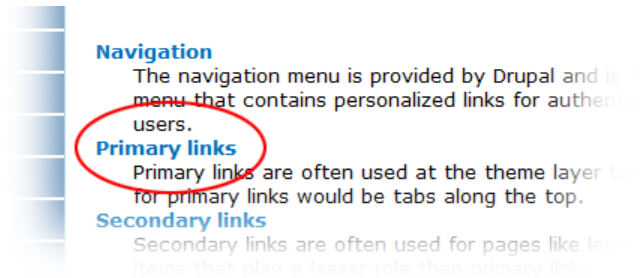 Navigation
The navigation menu is provided by Drupal and is
menu that contains personalized links for authenti
users.
Primary links
Primary links are often used at the theme layer to
for primary links would be tabs along the top.
Secondary links
Secondary links are often used for pages like leg
items that play a lesser role than primary links